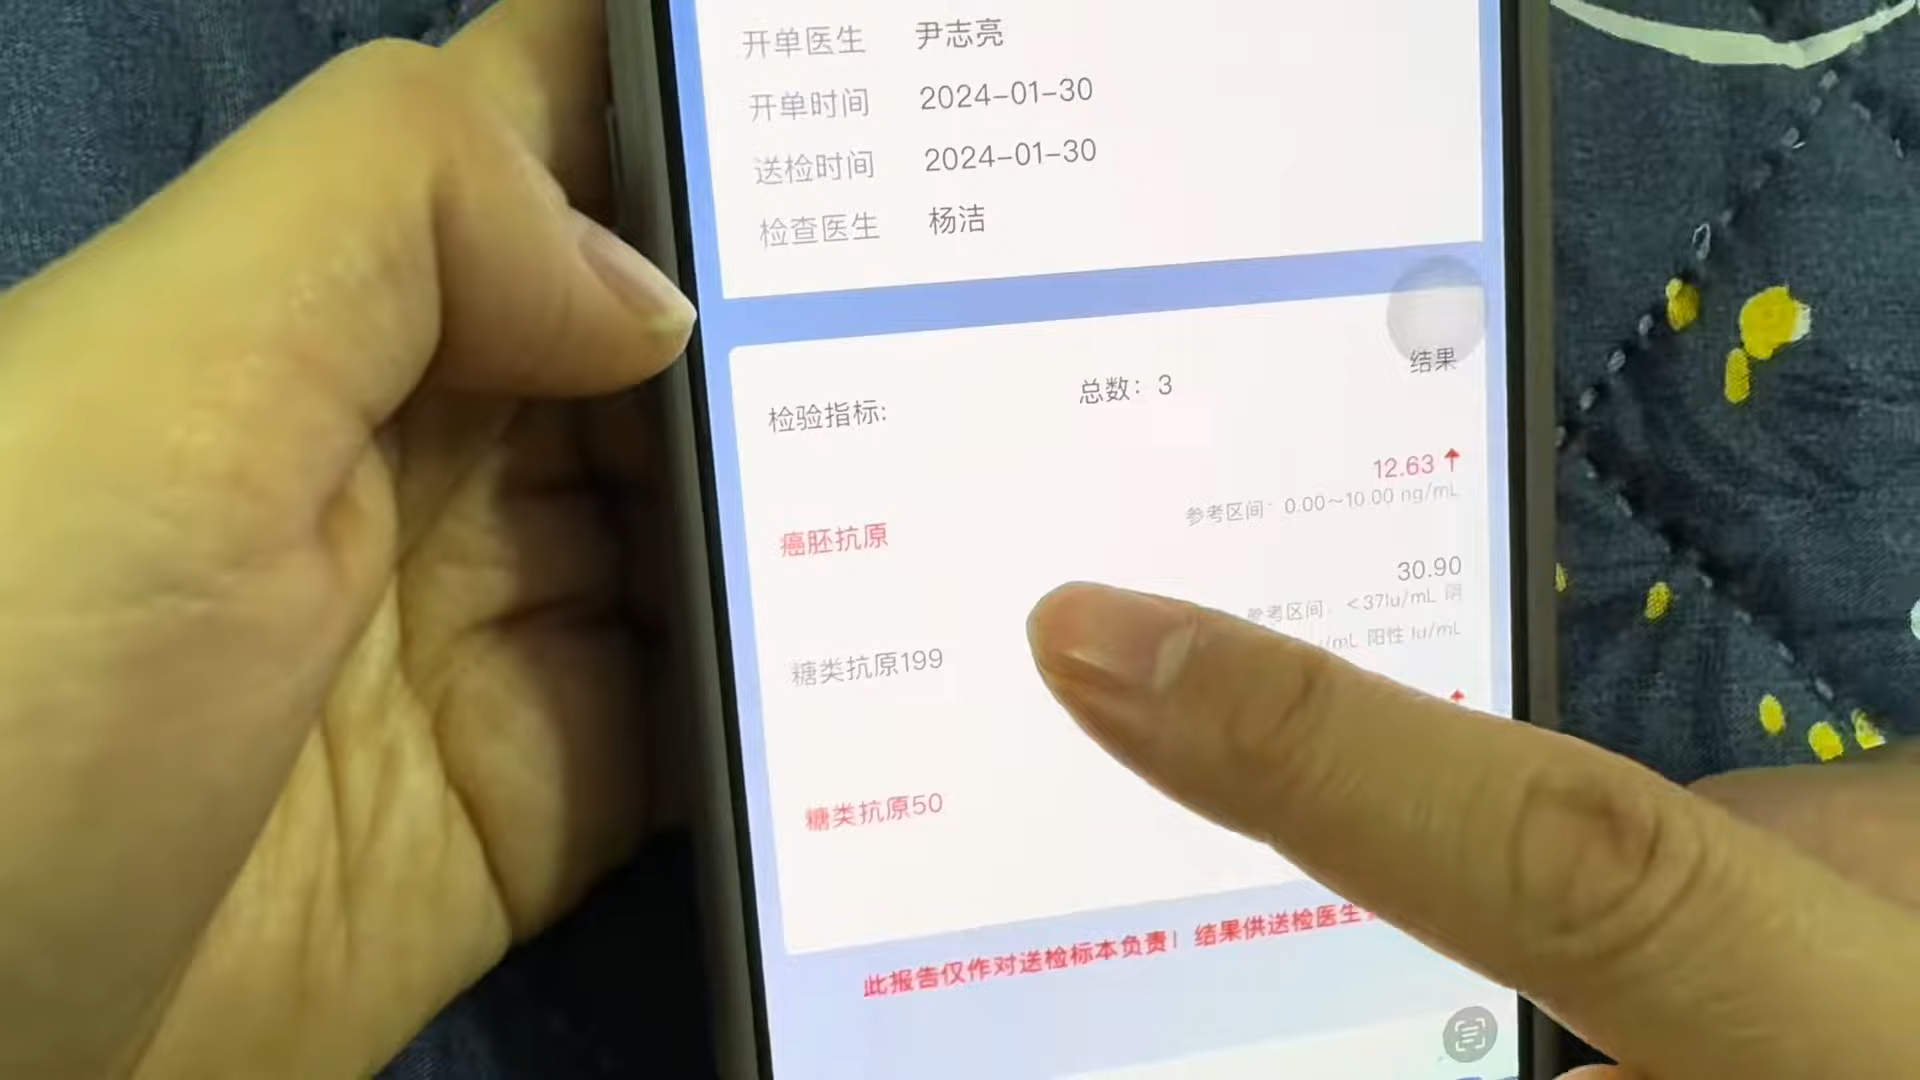 开单医生 尹志亮
开单时间 2024-01-30
送检时间 2024-01-30
检查医生 杨洁
检验指标: 总数：3 结果
12.63↑
癌胚抗原 参考区间：0.00~10.00 ng/mL
30.90
糖类抗原199 参考区间：<37Iu/mL 阴
/mL 阳性 Iu/mL
↑
糖类抗原50
此报告仅作对送检标本负责！结果供送检医生